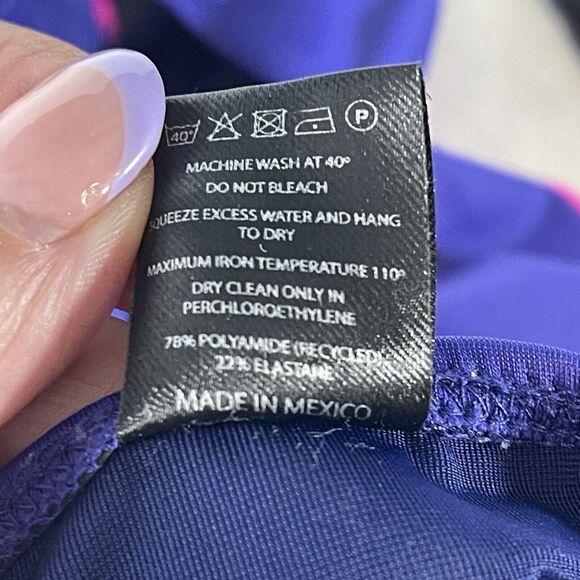 40°
P
MACHINE WASH AT 40°
DO NOT BLEACH
SQUEEZE EXCESS WATER AND HANG
TO DRY
MAXIMUM IRON TEMPERATURE 110°
DRY CLEAN ONLY IN
PERCHLOROETHYLENE
78% POLYAMIDE (RECYCLED)
22% ELASTANE
MADE IN MEXICO